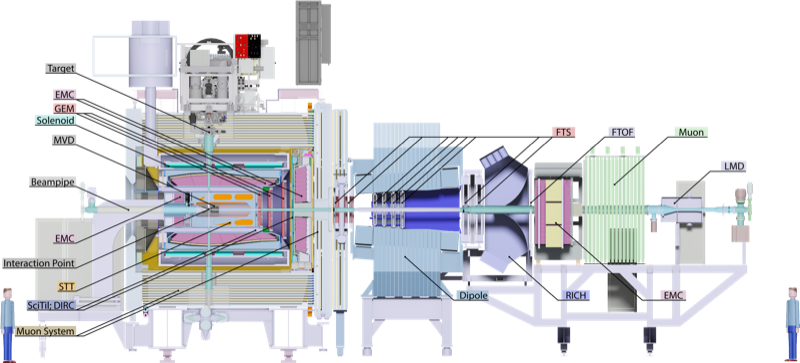 Target
EMC
GEM
Solenoid
MVD
Beampipe
EMC
Interaction Point
STT
SciTil; DIRC
Muon System
FTS
FTOF
Muon
LMD
Dipole
RICH
EMC